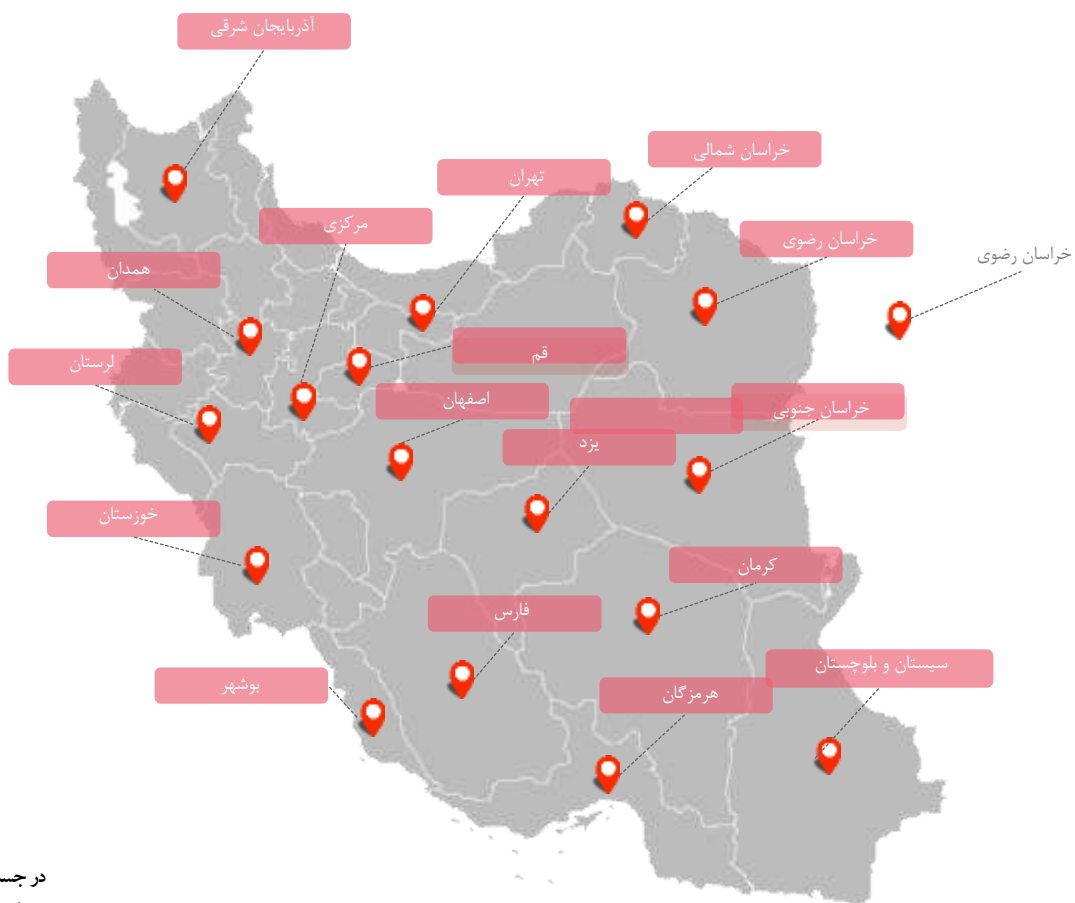 آذربایجان شرقی
خراسان شمالی
تهران
مرکزی
خراسان رضوی
خراسان رضوی
همدان
قم
لرستان
اصفهان
خراسان جنوبی
یزد
خوزستان
کرمان
فارس
سیستان و بلوچستان
بوشهر
هرمزگان